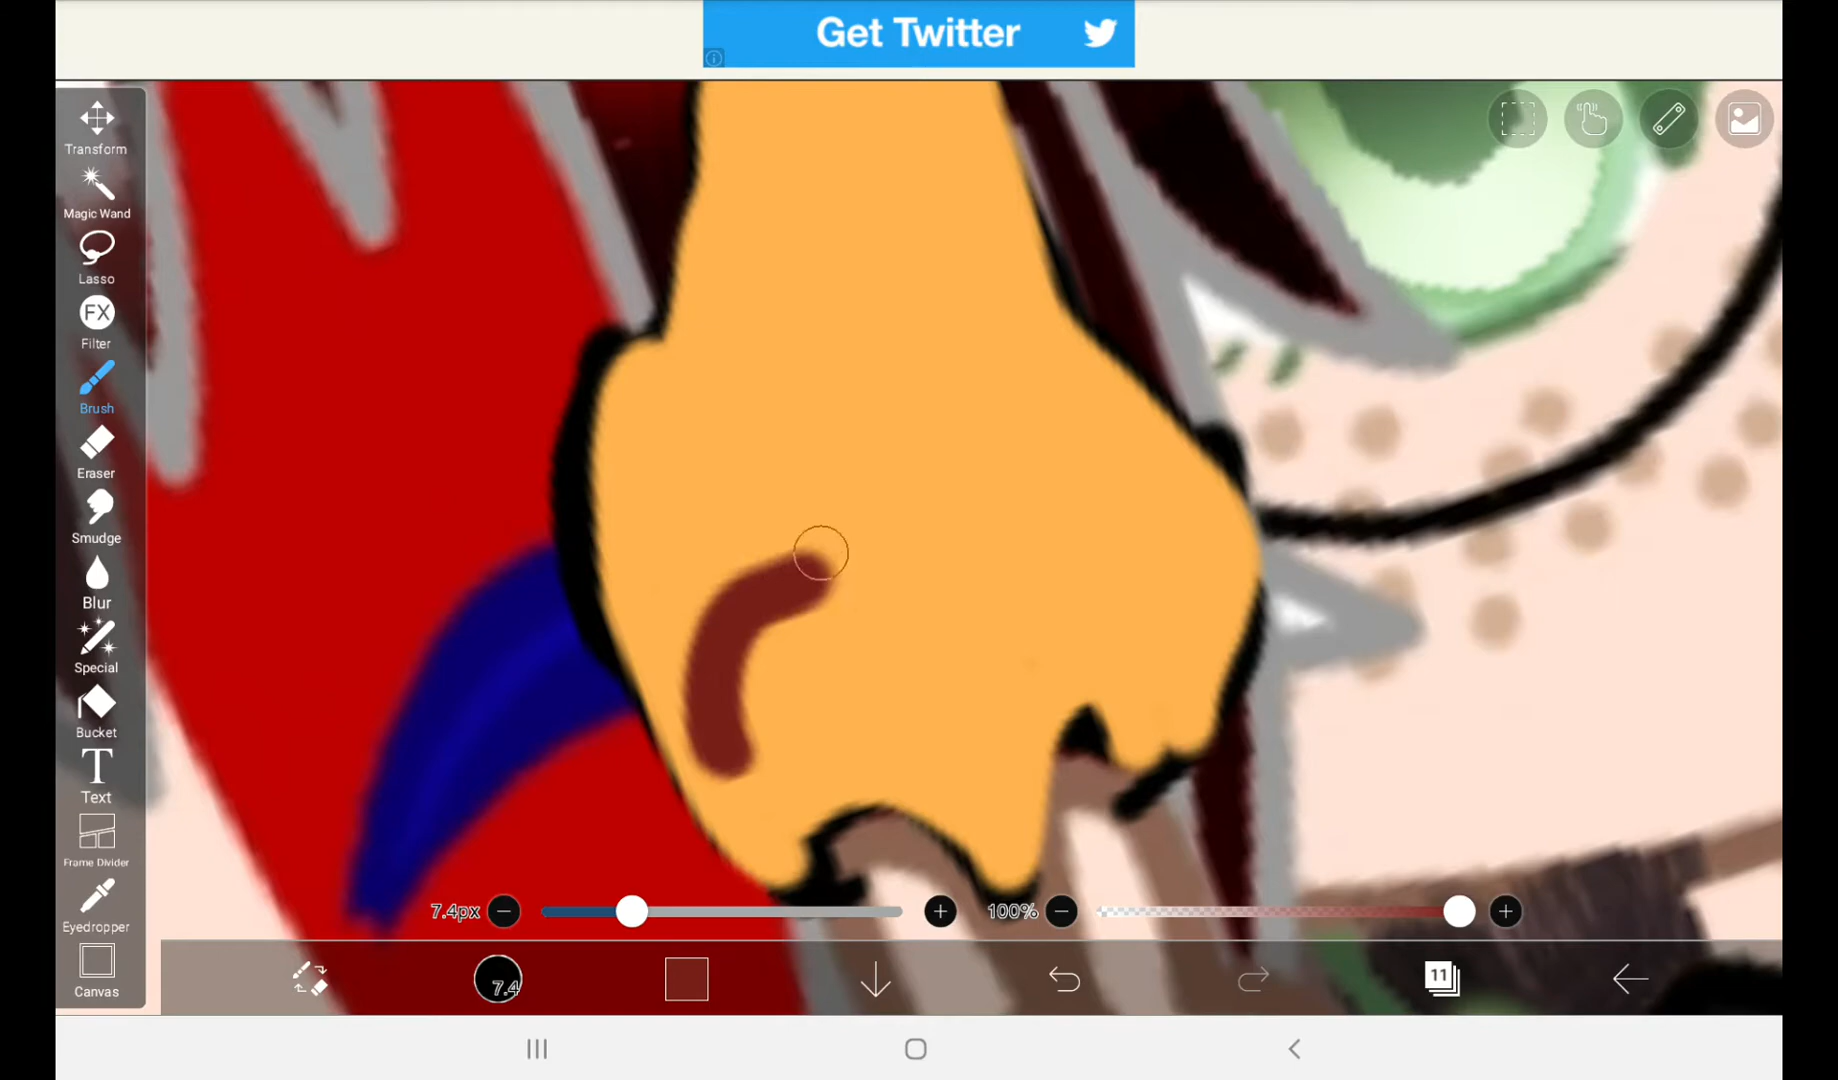 Get Twitter
Transform
Magic Wand
Lasso
FX
Filter
Brush
Eraser
Smudge
Blur
Special
Bucket
T
Text
Frame Divider
Eyedropper
Canvas
7.4px
100%
7.4
11